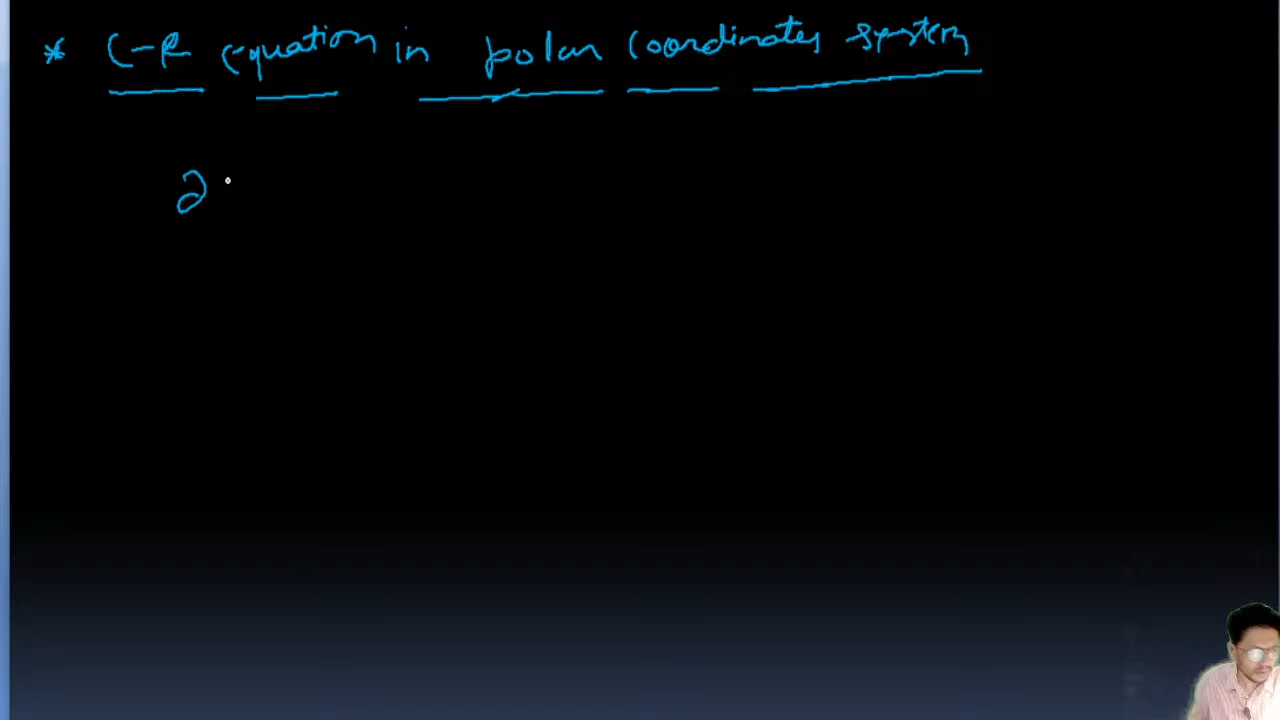 * C-R equation in polar coordinates system
∂